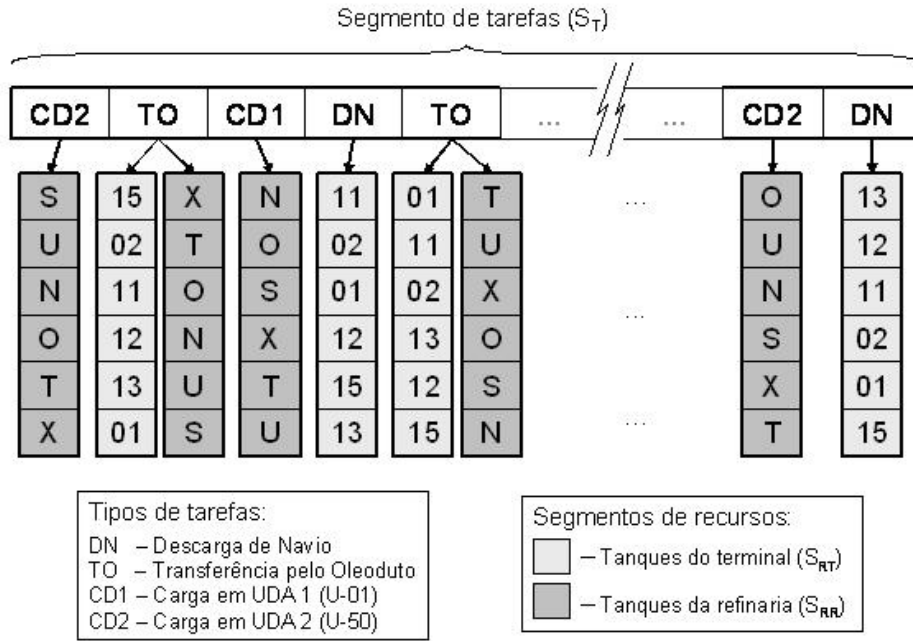 Segmento de tarefas (S_T)
CD2 TO CD1 DN TO ... ... CD2 DN
S 15 X N 11 01 T ... O 13
U 02 T O 02 11 U U 12
N 11 O S 01 02 X ... N 11
O 12 N X 12 13 O S 02
T 13 U T 15 12 S X 01
X 01 S U 13 15 N ... T 15
Tipos de tarefas:
DN – Descarga de Navio
TO – Transferência pelo Oleoduto
CD1 – Carga em UDA 1 (U-01)
CD2 – Carga em UDA 2 (U-50)
Segmentos de recursos:
– Tanques do terminal (S_RT)
– Tanques da refinaria (S_RR)